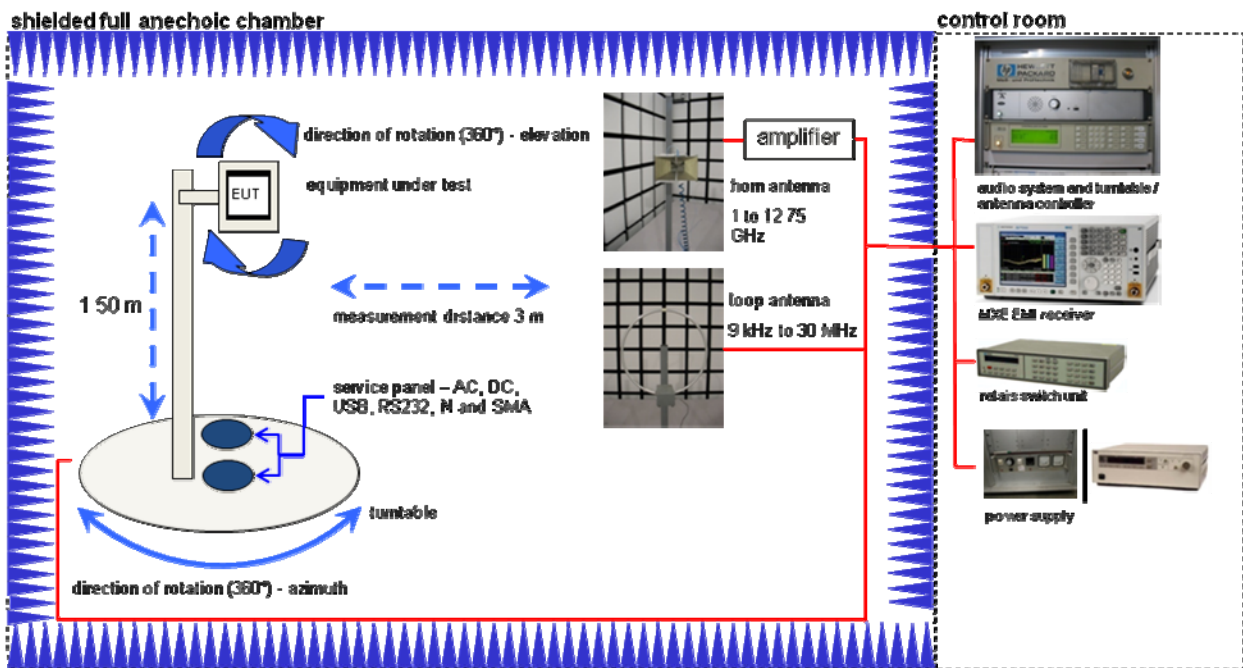 shielded full anechoic chamber
control room
direction of rotation (360°) - elevation
equipment under test
EUT
1 50 m
measurement distance 3 m
service panel – AC, DC,
USB, RS232, N and SMA
turntable
direction of rotation (360°) - azimuth
amplifier
horn antenna
1 to 12 75
GHz
loop antenna
9 kHz to 30 MHz
hp HEWLETT
PACKARD
audio system and turntable /
antenna controller
MXE EMI receiver
relais switch unit
power supply